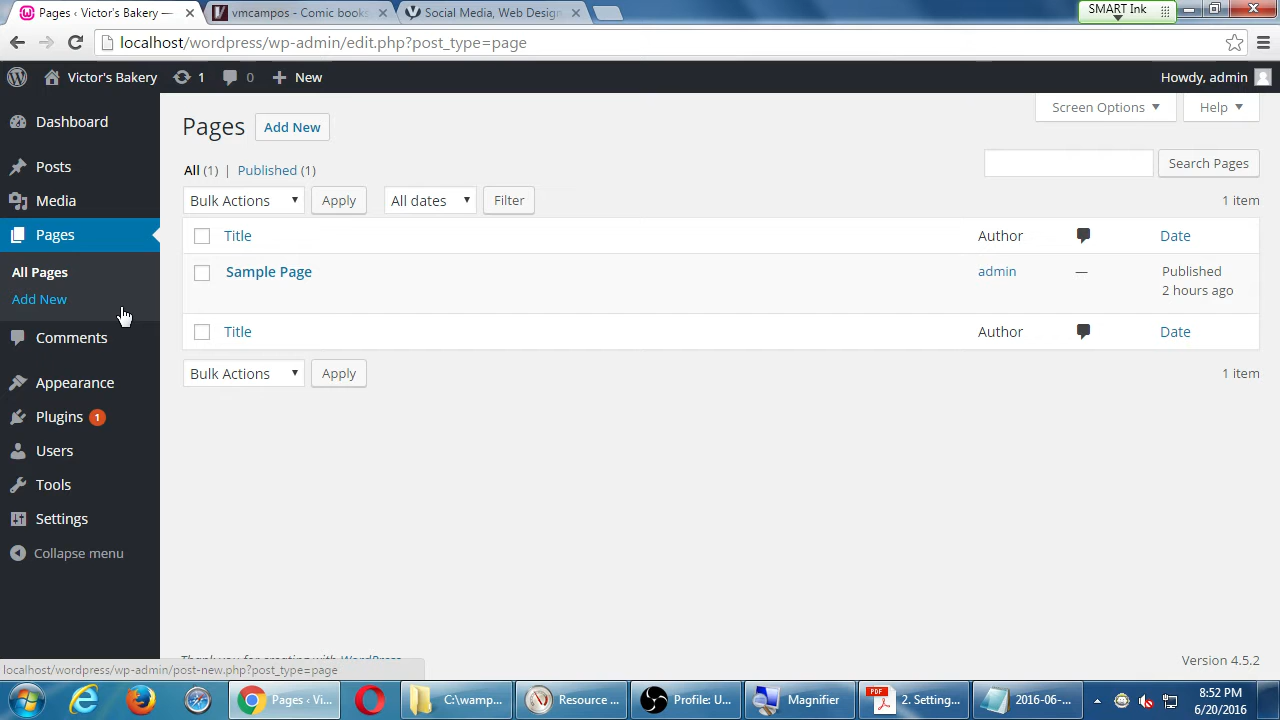 Pages ‹ Victor's Bakery —
vmcampos - Comic books
Social Media, Web Desig
SMART Ink
localhost/wordpress/wp-admin/edit.php?post_type=page
Victor's Bakery
1
0
New
Howdy, admin
Dashboard
Posts
Media
Pages
All Pages
Add New
Comments
Appearance
Plugins 1
Users
Tools
Settings
Collapse menu
Screen Options
Help
Pages
Add New
All (1) | Published (1)
Search Pages
Bulk Actions
Apply
All dates
Filter
1 item
Title
Author
Date
Sample Page
admin
—
Published
2 hours ago
Title
Author
Date
Bulk Actions
Apply
1 item
Thank you for creating with WordPress
Version 4.5.2
localhost/wordpress/wp-admin/post-new.php?post_type=page
Pages ‹ Vi...
C:\wamp...
Resource ...
Profile: U...
Magnifier
PDF
2. Setting...
2016-06-...
8:52 PM
6/20/2016